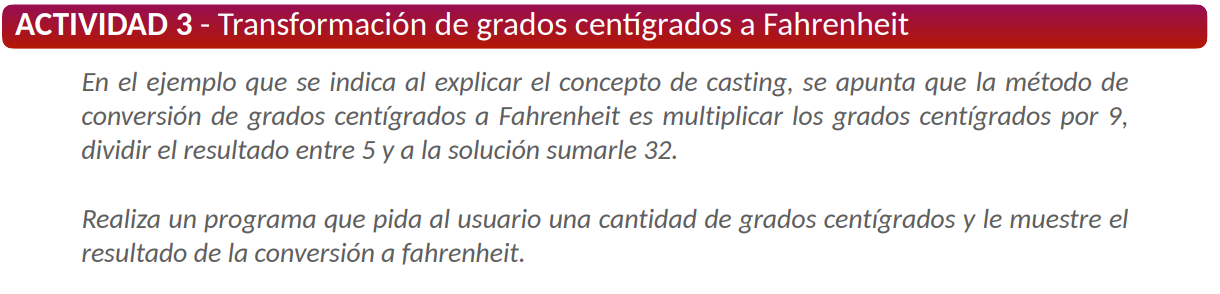 ACTIVIDAD 3 - Transformación de grados centígrados a Fahrenheit
En el ejemplo que se indica al explicar el concepto de casting, se apunta que la método de
conversión de grados centígrados a Fahrenheit es multiplicar los grados centígrados por 9,
dividir el resultado entre 5 y a la solución sumarle 32.
Realiza un programa que pida al usuario una cantidad de grados centígrados y le muestre el
resultado de la conversión a fahrenheit.